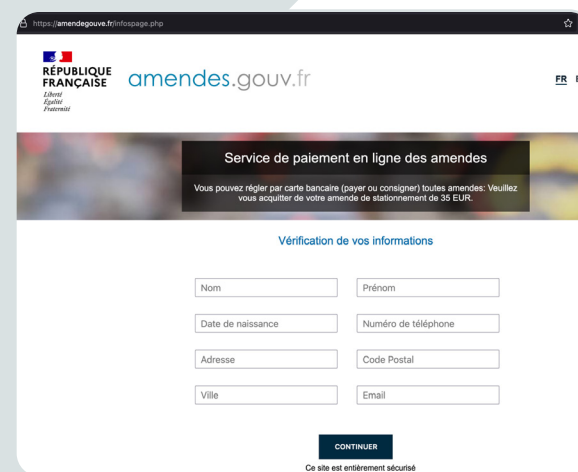 https://amendegouve.fr/infospage.php
RÉPUBLIQUE
FRANÇAISE
Liberté
Égalité
Fraternité
amendes.gouv.fr
FR
Service de paiement en ligne des amendes
Vous pouvez régler par carte bancaire (payer ou consigner) toutes amendes: Veuillez
vous acquitter de votre amende de stationnement de 35 EUR.
Vérification de vos informations
Nom
Prénom
Date de naissance
Numéro de téléphone
Adresse
Code Postal
Ville
Email
CONTINUER
Ce site est entièrement sécurisé